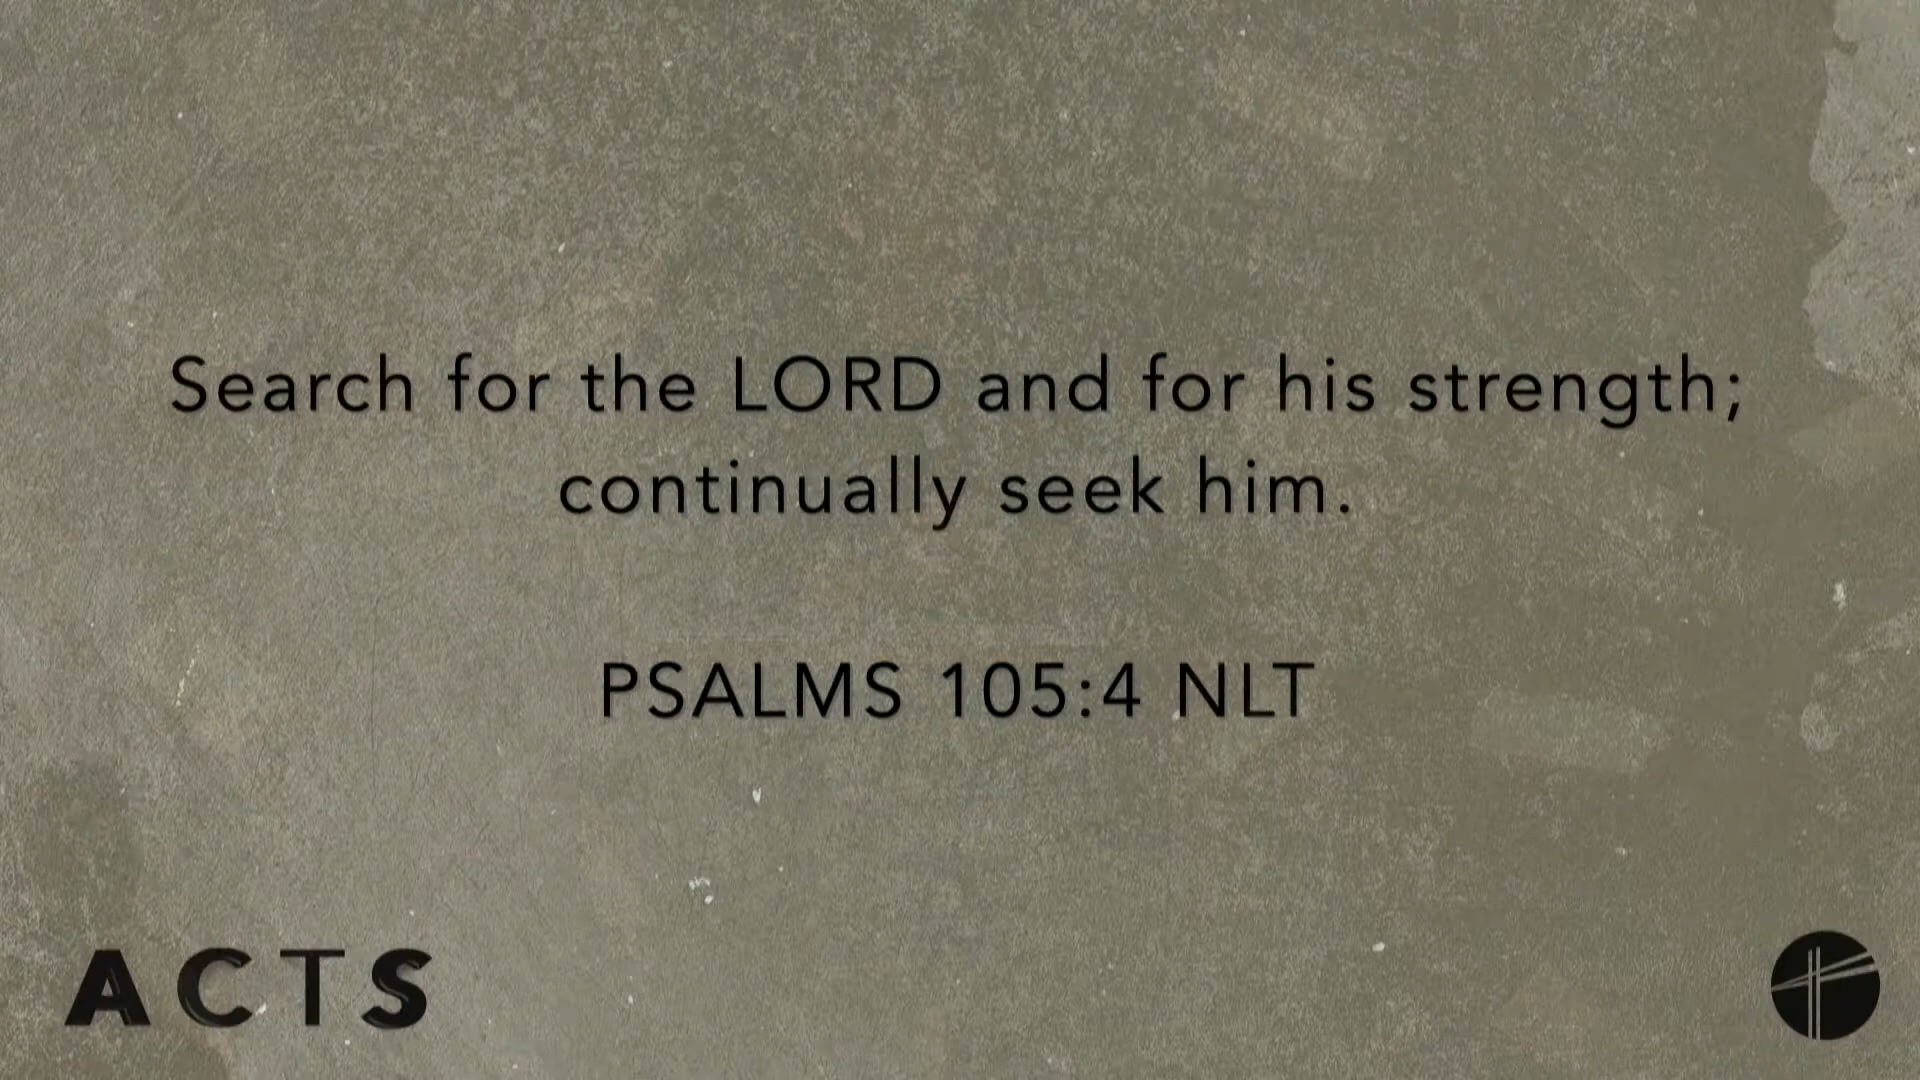 Search for the LORD and for his strength;
continually seek him.
PSALMS 105:4 NLT
ACTS